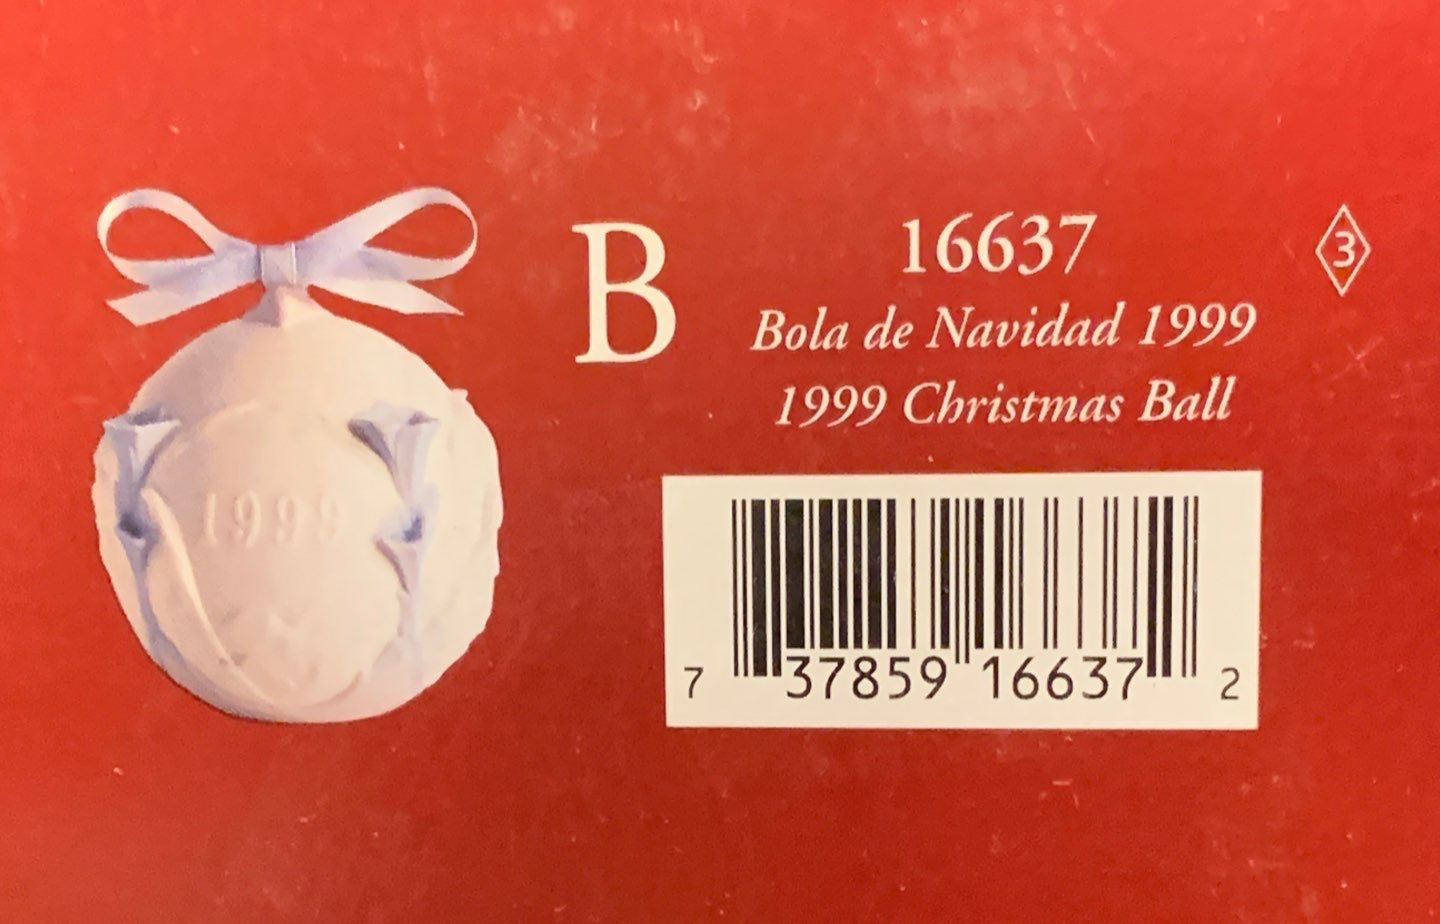 B
16637
3
Bola de Navidad 1999
1999 Christmas Ball
1999
7 37859 16637 2